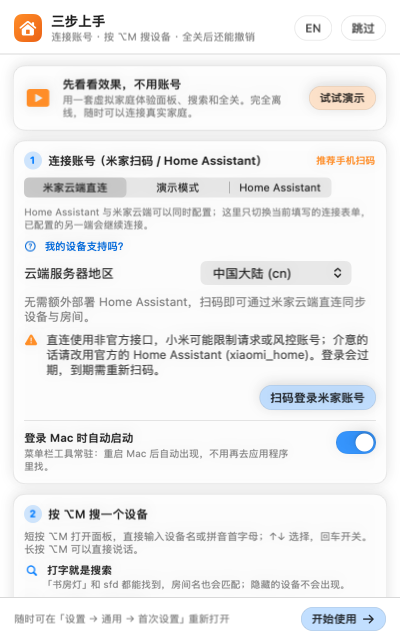 三步上手
连接账号 · 按 ⌥M 搜设备 · 全关后还能撤销
EN
跳过
先看看效果，不用账号
用一套虚拟家庭体验面板、搜索和全关。完全离
线，随时可以连接真实家庭。
试试演示
1 连接账号（米家扫码 / Home Assistant）
推荐手机扫码
米家云端直连
演示模式
Home Assistant
Home Assistant 与米家云端可以同时配置；这里只切换当前填写的连接表单，
已配置的另一端会继续连接。
我的设备支持吗?
云端服务器地区
中国大陆 (cn)
无需额外部署 Home Assistant，扫码即可通过米家云端直连同步
设备与房间。
直连使用非官方接口，小米可能限制请求或风控账号；介意的
话请改用官方的 Home Assistant (xiaomi_home)。登录会过
期，到期需重新扫码。
扫码登录米家账号
登录 Mac 时自动启动
菜单栏工具常驻：重启 Mac 后自动出现，不用再去应用程序
里找。
2 按 ⌥M 搜一个设备
短按 ⌥M 打开面板，直接输入设备名或拼音首字母；↑↓ 选择，回车开关。
长按 ⌥M 可以直接说话。
打字就是搜索
「书房灯」和 sfd 都能找到，房间名也会匹配；隐藏的设备不会出现。
随时可在「设置 → 通用 → 首次设置」重新打开
开始使用 →